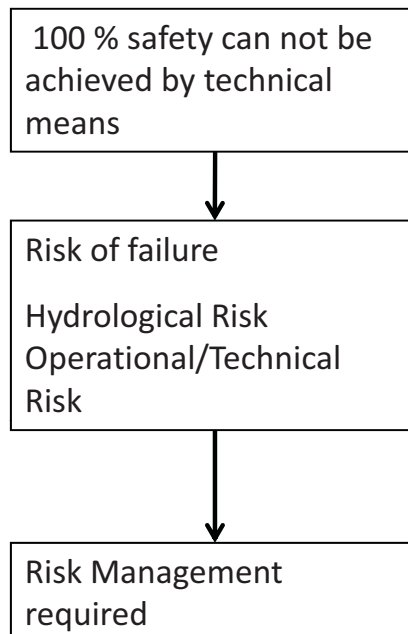 100 % safety can not be
achieved by technical
means
Risk of failure
Hydrological Risk
Operational/Technical
Risk
Risk Management
required